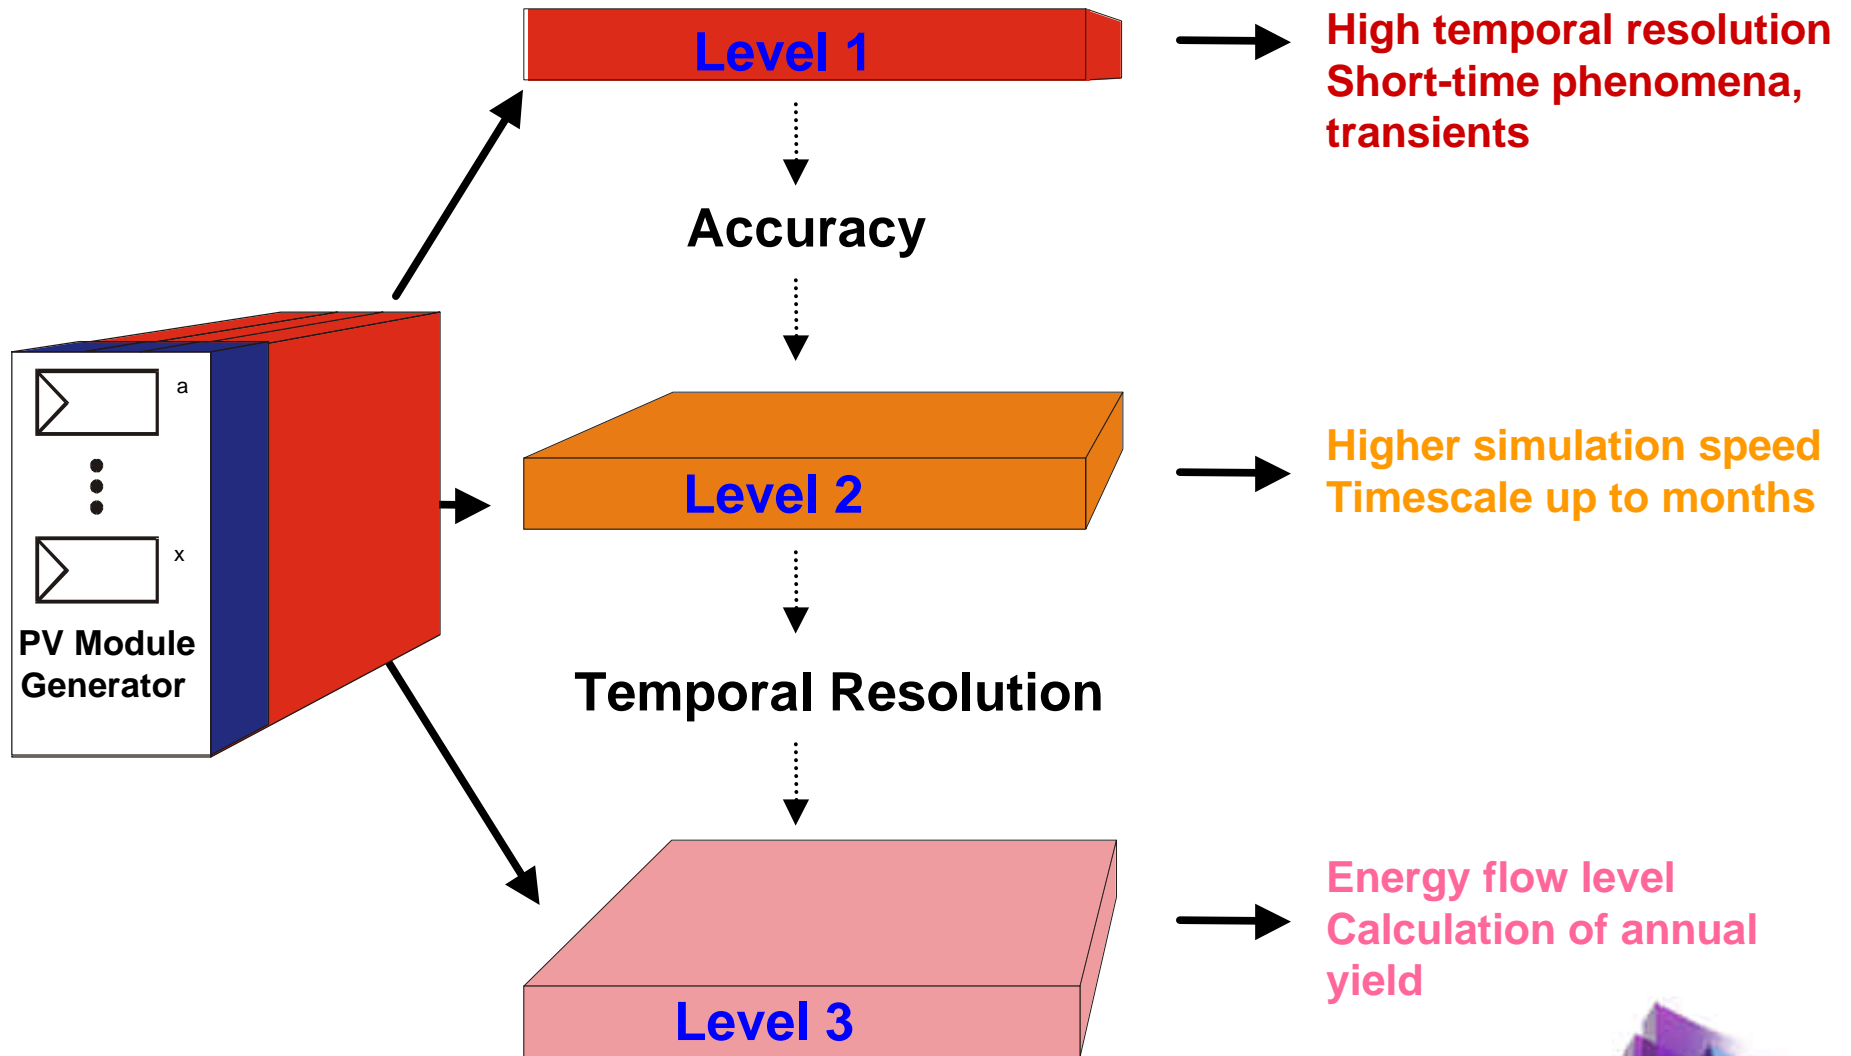 Level 1
High temporal resolution
Short-time phenomena,
transients
Accuracy
a
x
PV Module
Generator
Level 2
Higher simulation speed
Timescale up to months
Temporal Resolution
Level 3
Energy flow level
Calculation of annual
yield